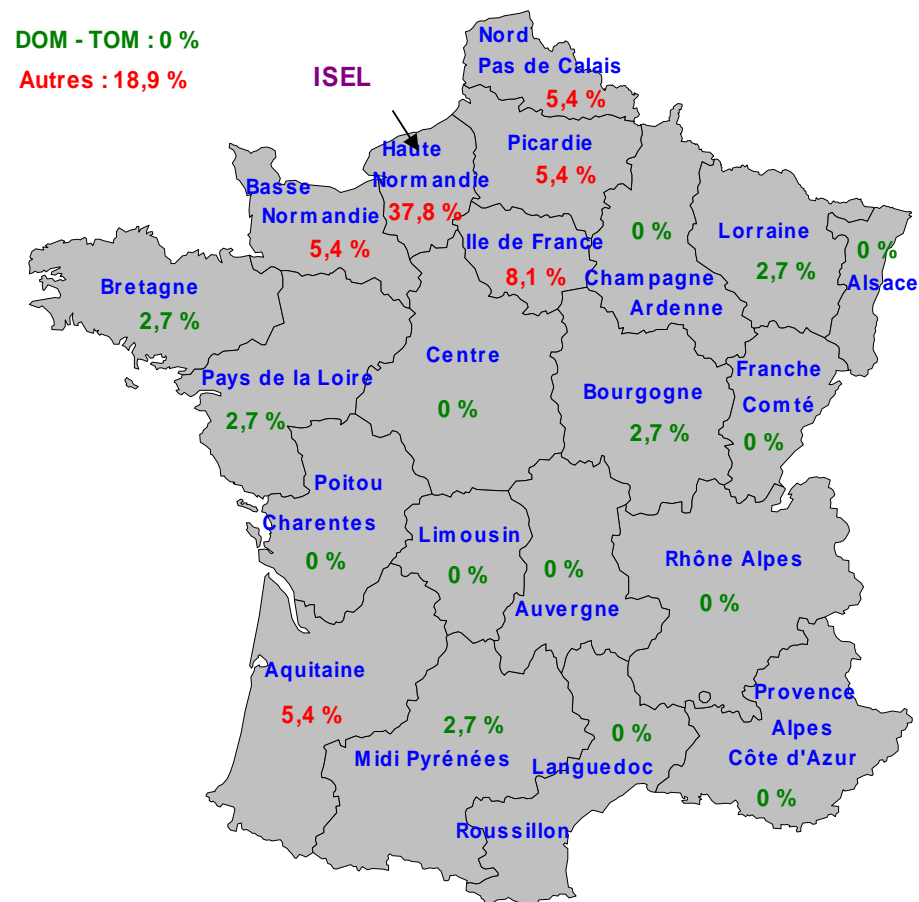 DOM - TOM : 0 %
Autres : 18,9 %
ISEL
Nord
Pas de Calais
5,4 %
Picardie
5,4 %
Haute
Normandie
37,8 %
Basse
Normandie
5,4 %
Ile de France
8,1 %
0 %
Champagne
Ardenne
Lorraine
2,7 %
0 %
Alsace
Bretagne
2,7 %
Pays de la Loire
2,7 %
Centre
0 %
Bourgogne
2,7 %
Franche
Comté
0 %
Poitou
Charentes
0 %
Limousin
0 %
0 %
Auvergne
Rhône Alpes
0 %
Aquitaine
5,4 %
2,7 %
Midi Pyrénées
0 %
Languedoc
Roussillon
Provence
Alpes
Côte d'Azur
0 %